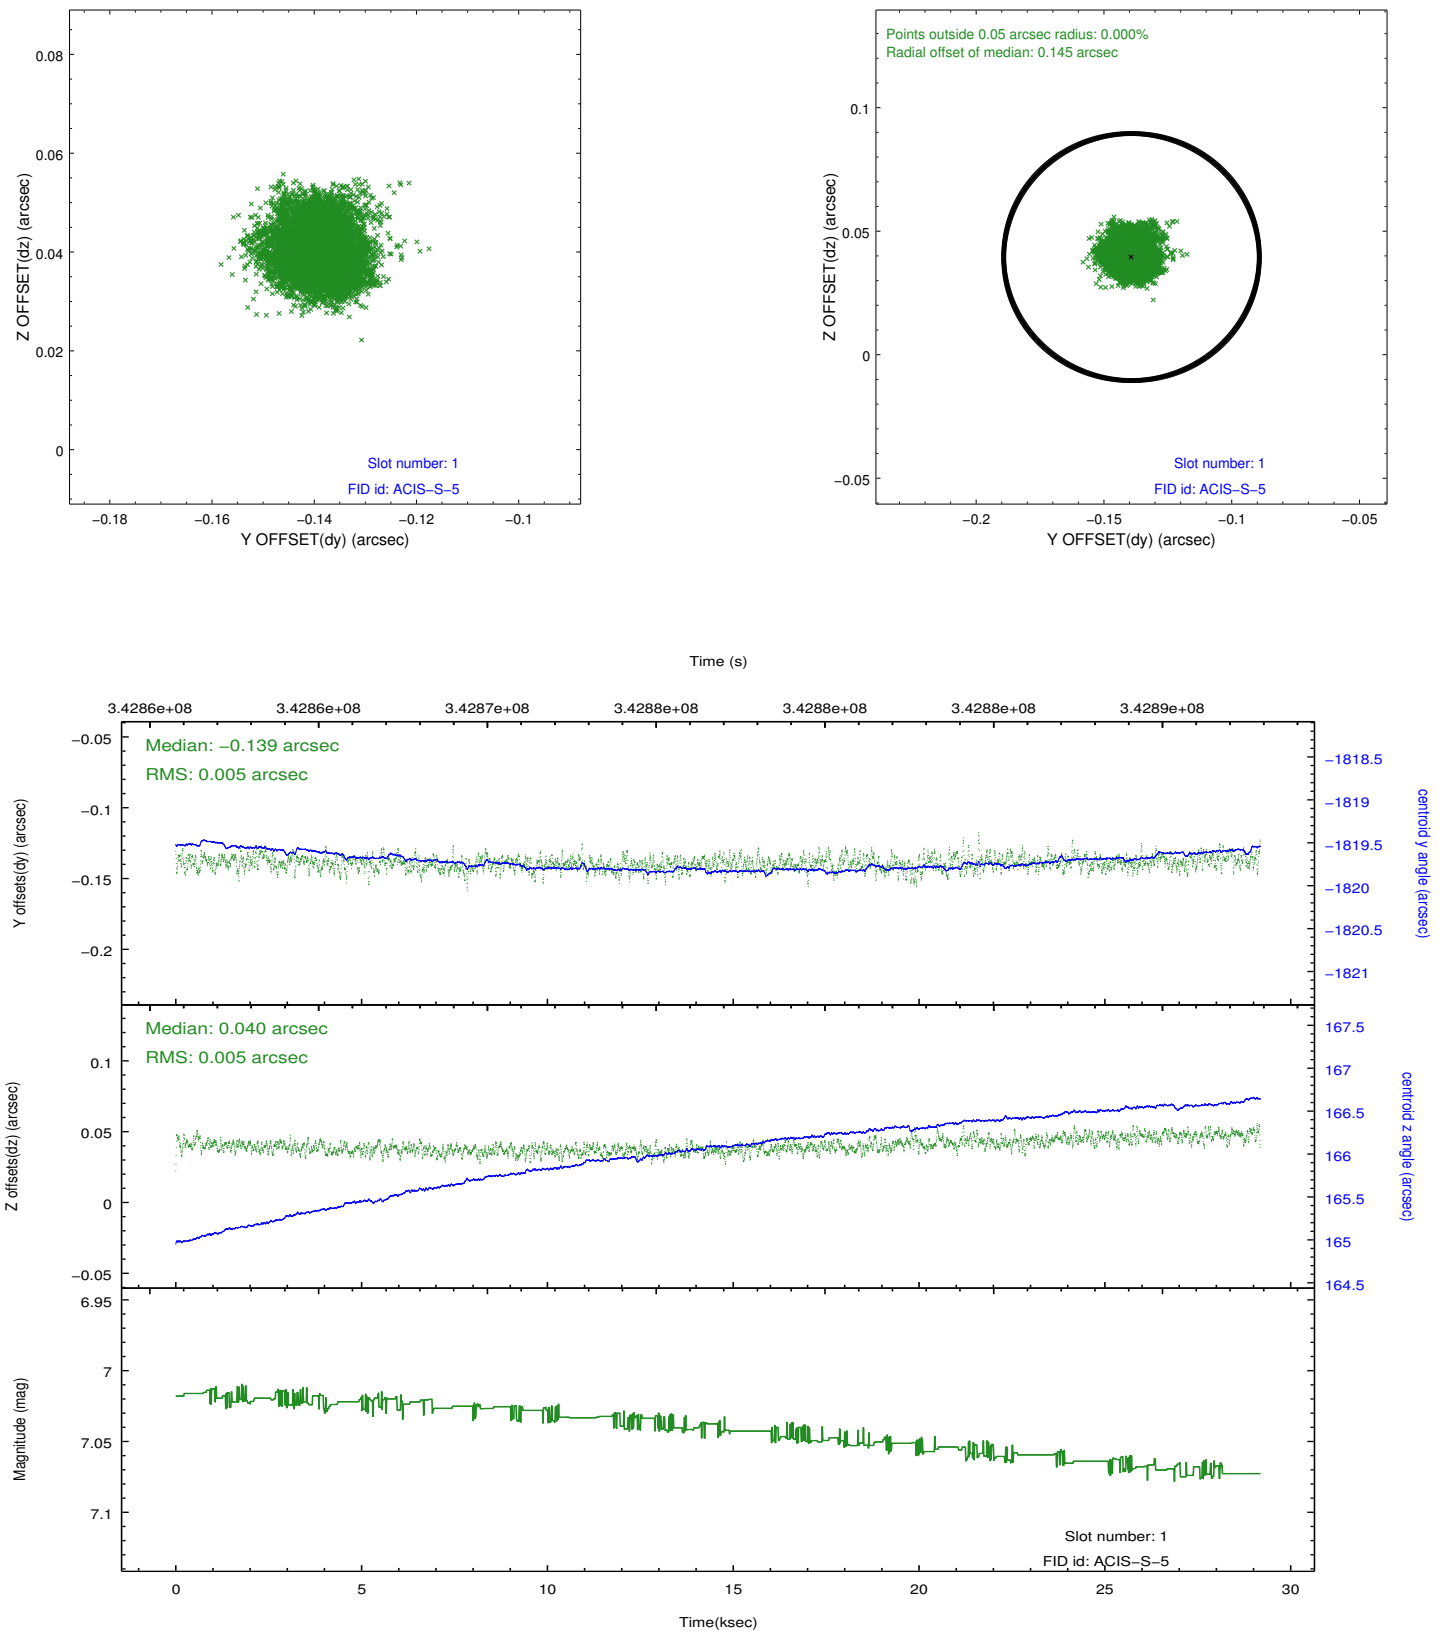 0.08
0.06
0.04
0.02
0
Z OFFSET(dz) (arcsec)
Slot number: 1
FID id: ACIS−S−5
−0.18
−0.16
−0.14
−0.12
−0.1
Y OFFSET(dy) (arcsec)
Points outside 0.05 arcsec radius: 0.000%
Radial offset of median: 0.145 arcsec
0.1
0.05
0
−0.05
Z OFFSET(dz) (arcsec)
Slot number: 1
FID id: ACIS−S−5
−0.2
−0.15
−0.1
−0.05
Y OFFSET(dy) (arcsec)
Time (s)
3.4286e+08
3.4286e+08
3.4287e+08
3.4288e+08
3.4288e+08
3.4288e+08
3.4289e+08
Median: −0.139 arcsec
RMS: 0.005 arcsec
−0.05
−0.1
−0.15
−0.2
Y offsets(dy) (arcsec)
−1818.5
−1819
−1819.5
−1820
−1820.5
−1821
centroid y angle (arcsec)
Median: 0.040 arcsec
RMS: 0.005 arcsec
0.1
0.05
0
−0.05
Z offsets(dz) (arcsec)
167.5
167
166.5
166
165.5
165
164.5
centroid z angle (arcsec)
6.95
7
7.05
7.1
Magnitude (mag)
Slot number: 1
FID id: ACIS−S−5
0
5
10
15
20
25
30
Time(ksec)